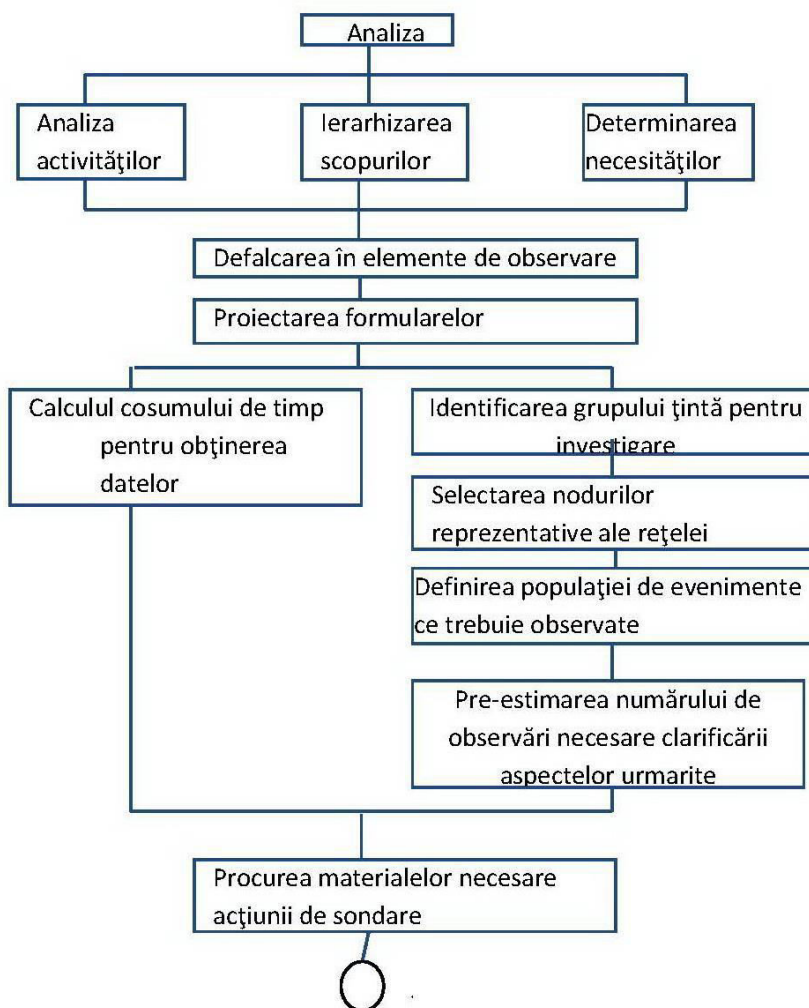 Analiza
Analiza
activităţilor
Ierarhizarea
scopurilor
Determinarea
necesităţilor
Defalcarea în elemente de observare
Proiectarea formularelor
Calculul cosumului de timp
pentru obţinerea
datelor
Identificarea grupului ţintă pentru
investigare
Selectarea nodurilor
reprezentative ale reţelei
Definirea populaţiei de evenimente
ce trebuie observate
Pre-estimarea numărului de
observări necesare clarificării
aspectelor urmarite
Procurea materialelor necesare
acţiunii de sondare
.